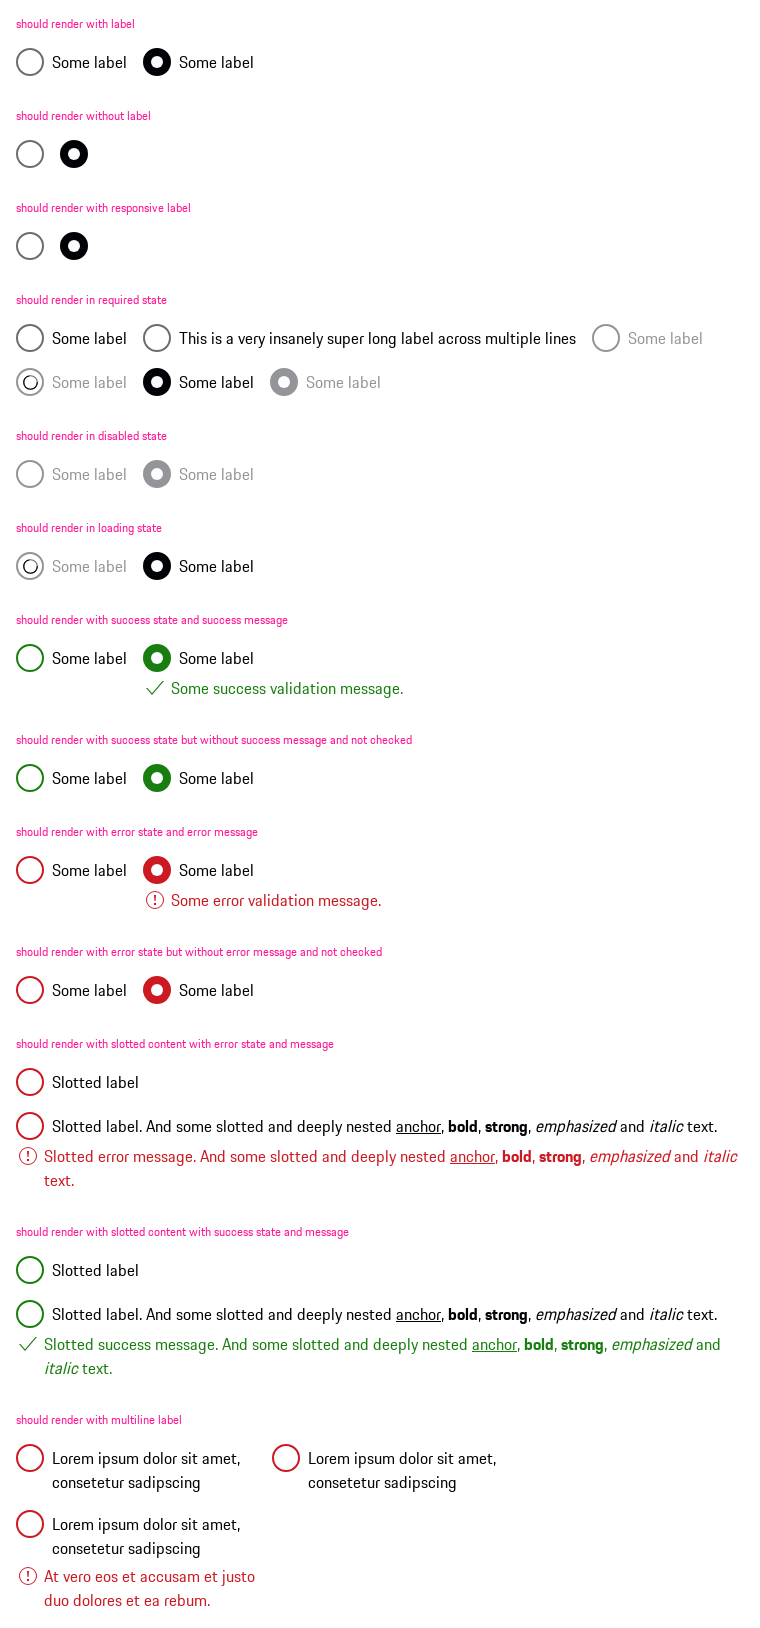 should render with label
Some label Some label
should render without label
should render with responsive label
should render in required state
Some label This is a very insanely super long label across multiple lines Some label
Some label Some label Some label
should render in disabled state
Some label Some label
should render in loading state
Some label Some label
should render with success state and success message
Some label Some label
Some success validation message.
should render with success state but without success message and not checked
Some label Some label
should render with error state and error message
Some label Some label
Some error validation message.
should render with error state but without error message and not checked
Some label Some label
should render with slotted content with error state and message
Slotted label
Slotted label. And some slotted and deeply nested anchor, bold, strong, emphasized and italic text.
Slotted error message. And some slotted and deeply nested anchor, bold, strong, emphasized and italic
text.
should render with slotted content with success state and message
Slotted label
Slotted label. And some slotted and deeply nested anchor, bold, strong, emphasized and italic text.
Slotted success message. And some slotted and deeply nested anchor, bold, strong, emphasized and
italic text.
should render with multiline label
Lorem ipsum dolor sit amet, Lorem ipsum dolor sit amet,
consetetur sadipscing consetetur sadipscing
Lorem ipsum dolor sit amet,
consetetur sadipscing
At vero eos et accusam et justo
duo dolores et ea rebum.